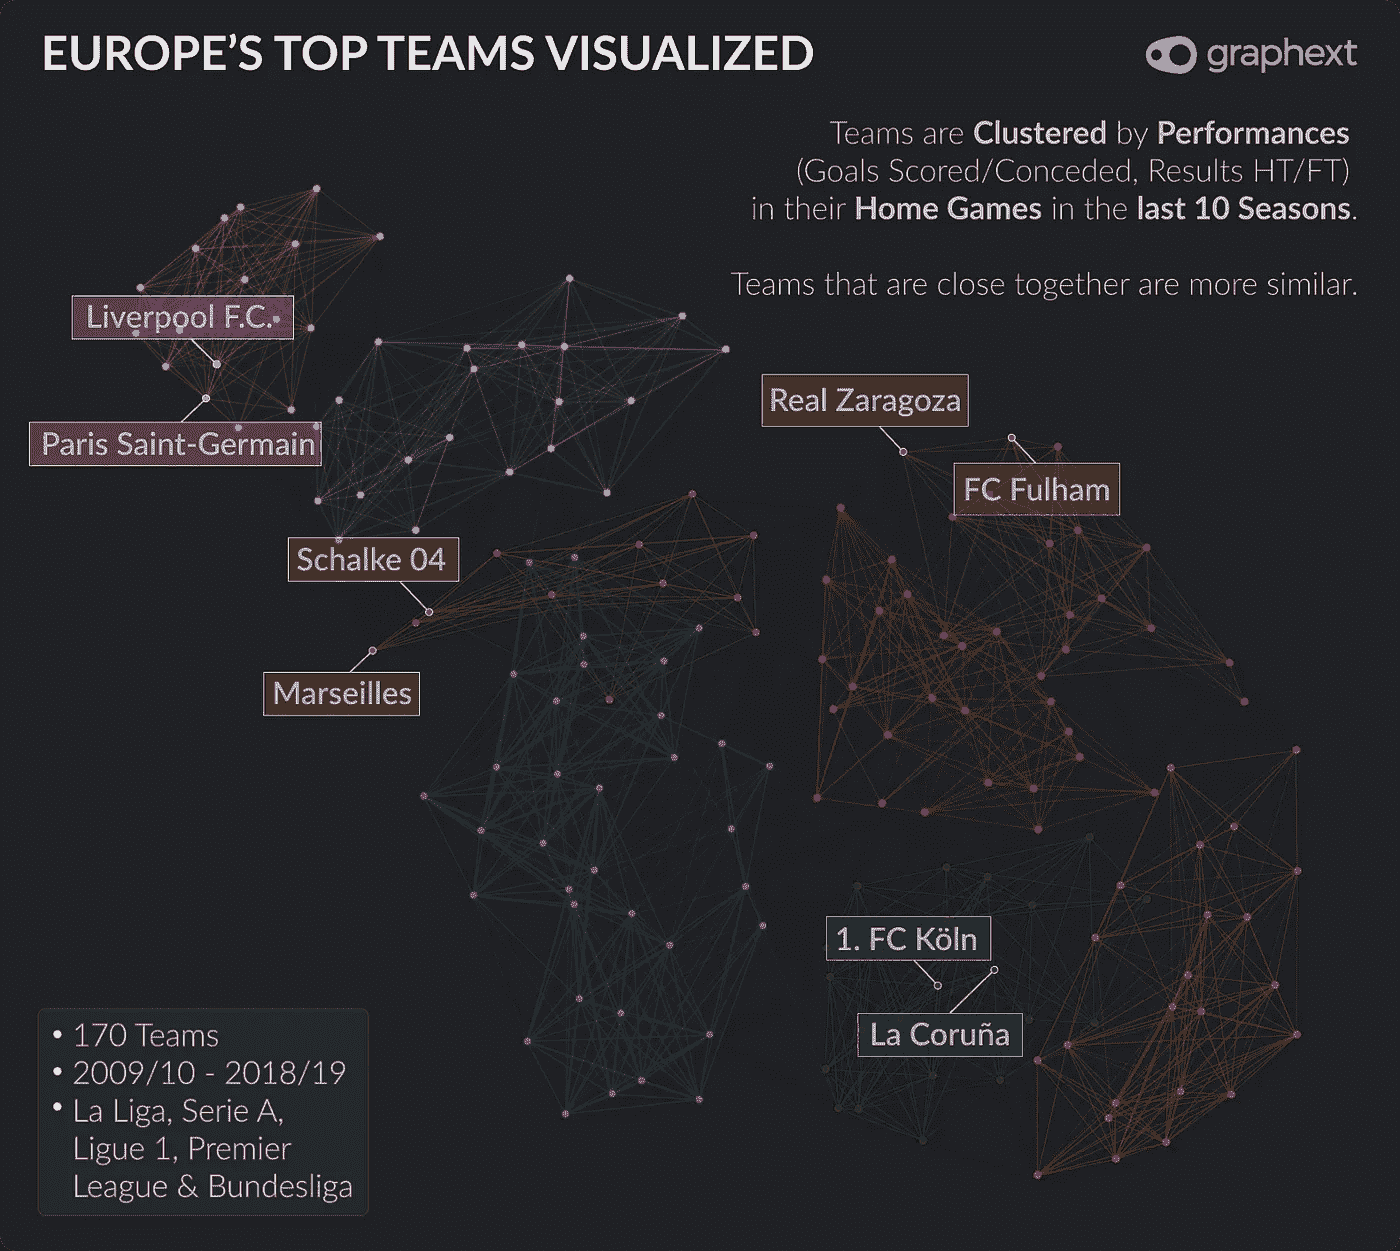 EUROPE’S TOP TEAMS VISUALIZED
graphext
Teams are Clustered by Performances
(Goals Scored/Conceded, Results HT/FT)
in their Home Games in the last 10 Seasons.
Teams that are close together are more similar.
Liverpool F.C.
Paris Saint-Germain
Real Zaragoza
FC Fulham
Schalke 04
Marseilles
1. FC Köln
La Coruña
• 170 Teams
• 2009/10 - 2018/19
• La Liga, Serie A,
Ligue 1, Premier
League & Bundesliga